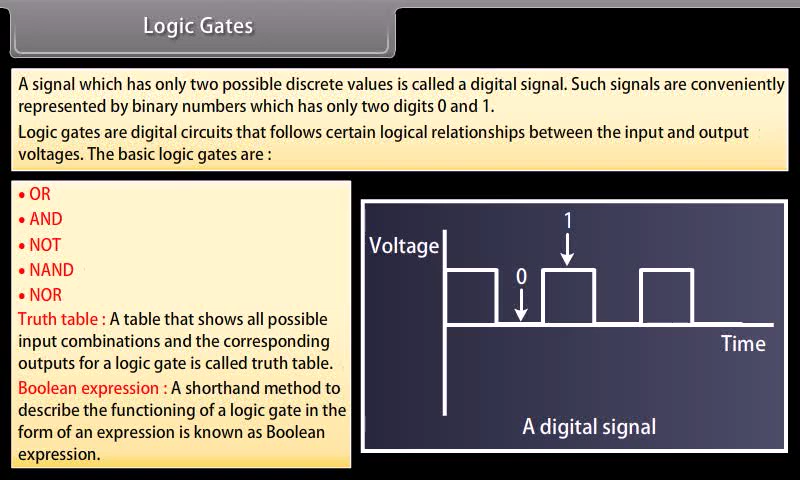 Logic Gates
A signal which has only two possible discrete values is called a digital signal. Such signals are conveniently
represented by binary numbers which has only two digits 0 and 1.
Logic gates are digital circuits that follows certain logical relationships between the input and output
voltages. The basic logic gates are :
• OR
• AND
• NOT
• NAND
• NOR
Truth table : A table that shows all possible
input combinations and the corresponding
outputs for a logic gate is called truth table.
Boolean expression : A shorthand method to
describe the functioning of a logic gate in the
form of an expression is known as Boolean
expression.
1
Voltage
0
Time
A digital signal